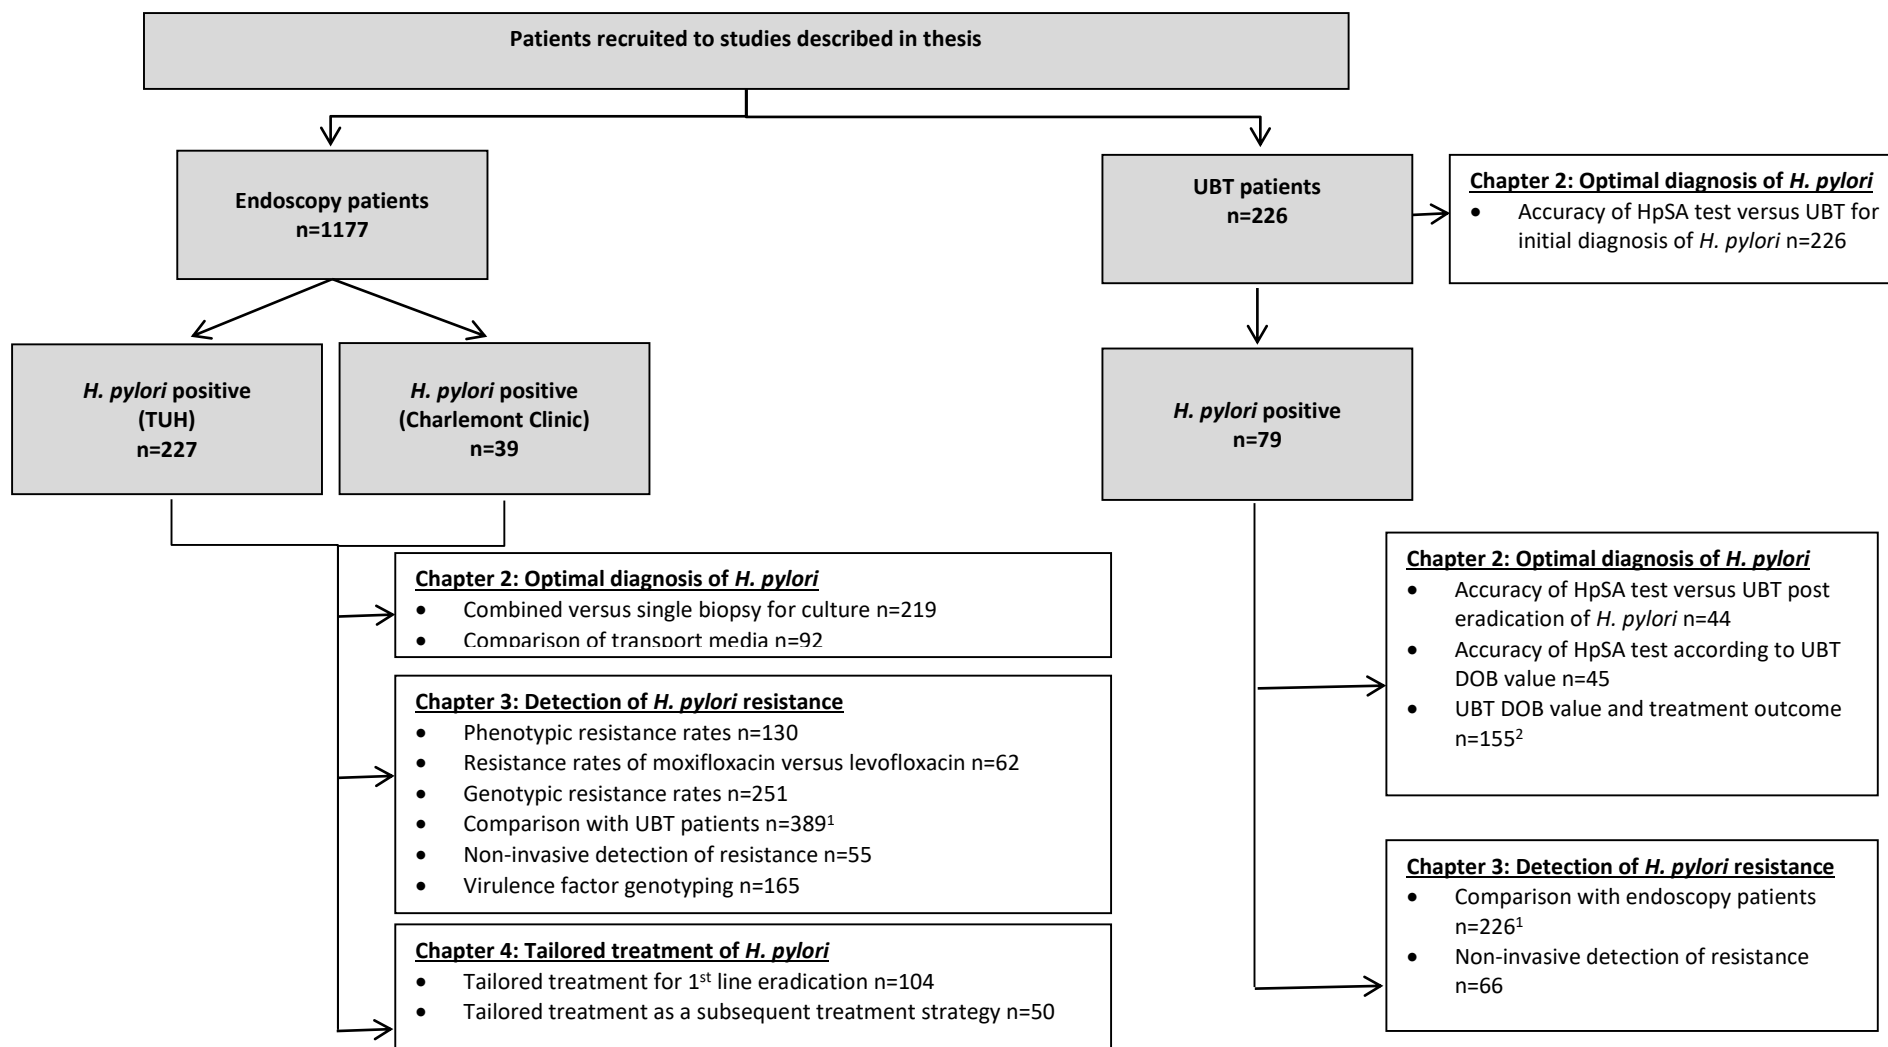 Patients recruited to studies described in thesis
Endoscopy patients
n=1177
UBT patients
n=226
Chapter 2: Optimal diagnosis of H. pylori
• Accuracy of HpSA test versus UBT for
initial diagnosis of H. pylori n=226
H. pylori positive
(TUH)
n=227
H. pylori positive
(Charlemont Clinic)
n=39
H. pylori positive
n=79
Chapter 2: Optimal diagnosis of H. pylori
• Combined versus single biopsy for culture n=219
• Comparison of transport media n=92
Chapter 3: Detection of H. pylori resistance
• Phenotypic resistance rates n=130
• Resistance rates of moxifloxacin versus levofloxacin n=62
• Genotypic resistance rates n=251
• Comparison with UBT patients n=389¹
• Non-invasive detection of resistance n=55
• Virulence factor genotyping n=165
Chapter 4: Tailored treatment of H. pylori
• Tailored treatment for 1st line eradication n=104
• Tailored treatment as a subsequent treatment strategy n=50
Chapter 2: Optimal diagnosis of H. pylori
• Accuracy of HpSA test versus UBT post
eradication of H. pylori n=44
• Accuracy of HpSA test according to UBT
DOB value n=45
• UBT DOB value and treatment outcome
n=155²
Chapter 3: Detection of H. pylori resistance
• Comparison with endoscopy patients
n=226¹
• Non-invasive detection of resistance
n=66